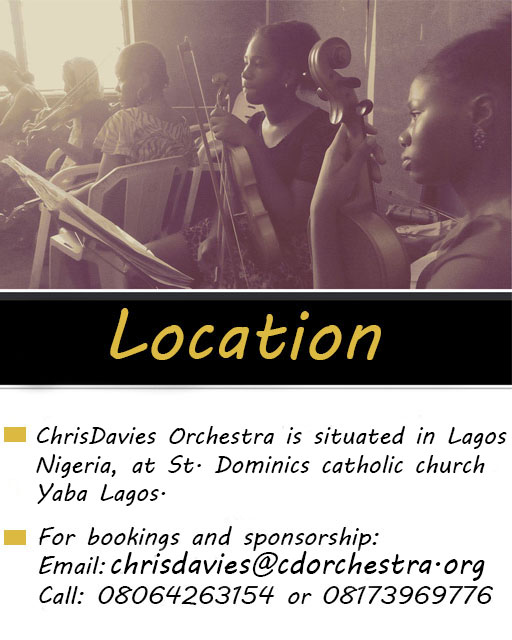 Location
ChrisDavies Orchestra is situated in Lagos
Nigeria, at St. Dominics catholic church
Yaba Lagos.
For bookings and sponsorship:
Email: chrisdavies@cdorchestra.org
Call: 08064263154 or 08173969776